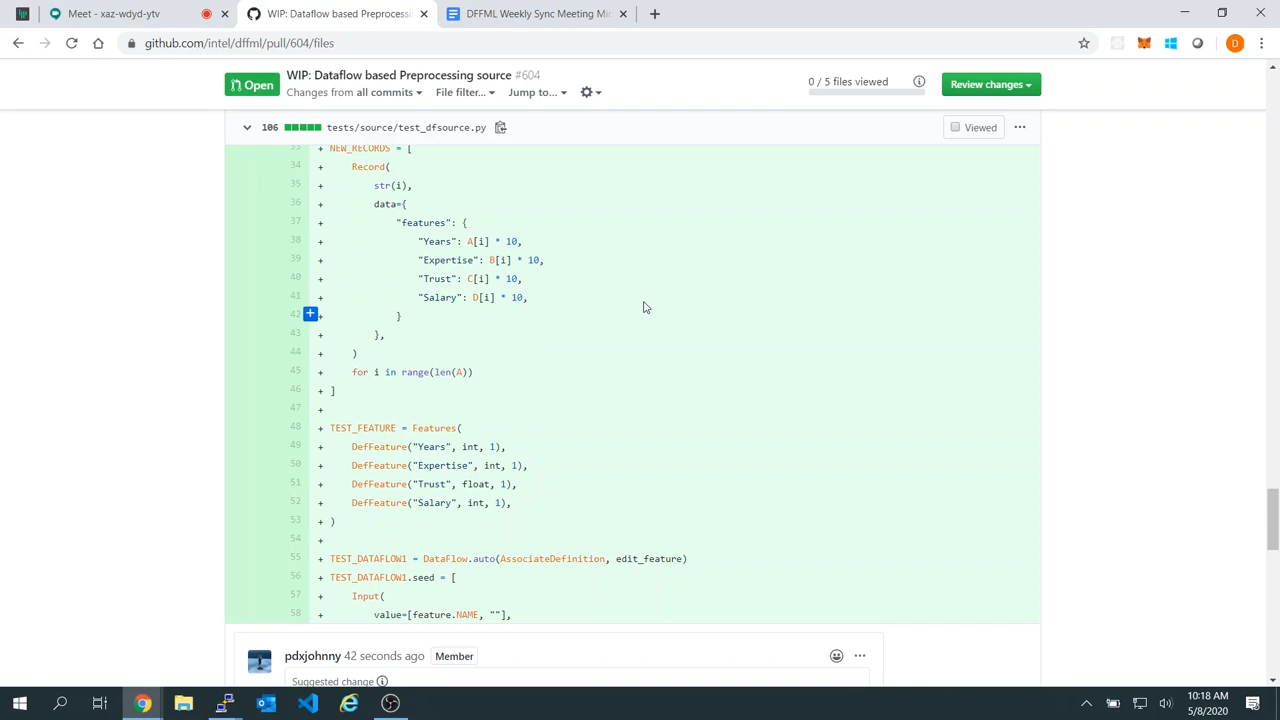 Meet - xaz-wdyd-ytv
WIP: Dataflow based Preprocessin
DFFML Weekly Sync Meeting Min
github.com/intel/dffml/pull/604/files
D
Open
WIP: Dataflow based Preprocessing source #604
Changes from all commits
File filter...
Jump to...
0 / 5 files viewed
Review changes
106 tests/source/test_dfsource.py
Viewed
33 + NEW_RECORDS = [
34 + Record(
35 + str(i),
36 + data={
37 + "features": {
38 + "Years": A[i] * 10,
39 + "Expertise": B[i] * 10,
40 + "Trust": C[i] * 10,
41 + "Salary": D[i] * 10,
42 + }
43 + },
44 + )
45 + for i in range(len(A))
46 + ]
47 +
48 + TEST_FEATURE = Features(
49 + DefFeature("Years", int, 1),
50 + DefFeature("Expertise", int, 1),
51 + DefFeature("Trust", float, 1),
52 + DefFeature("Salary", int, 1),
53 + )
54 +
55 + TEST_DATAFLOW1 = DataFlow.auto(AssociateDefinition, edit_feature)
56 + TEST_DATAFLOW1.seed = [
57 + Input(
58 + value=[feature.NAME, ""],
pdxjohnny 42 seconds ago Member
Suggested change
10:18 AM
5/8/2020